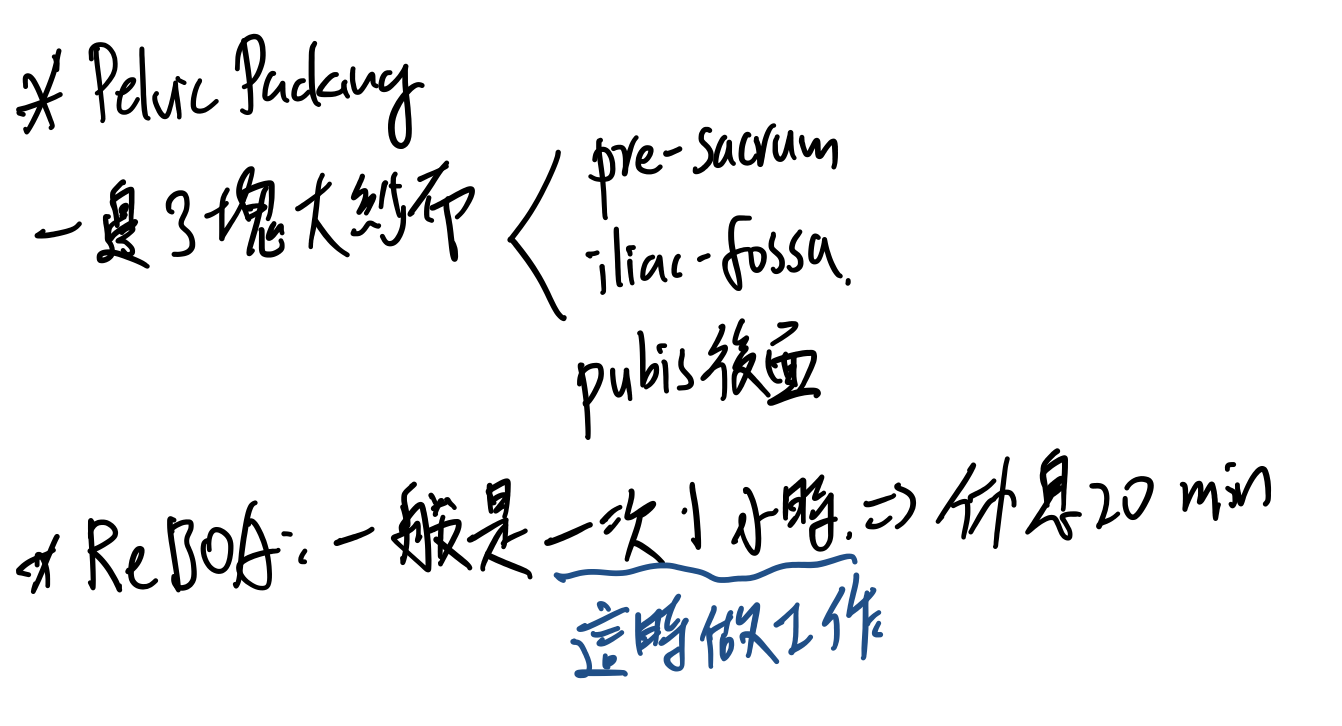 * Pelvic Packing
一邊3塊大紗布
pre-sacrum
iliac-fossa.
pubis後面
* ReBOA: 一般是一次1小時. => 休息20 min
這時做工作